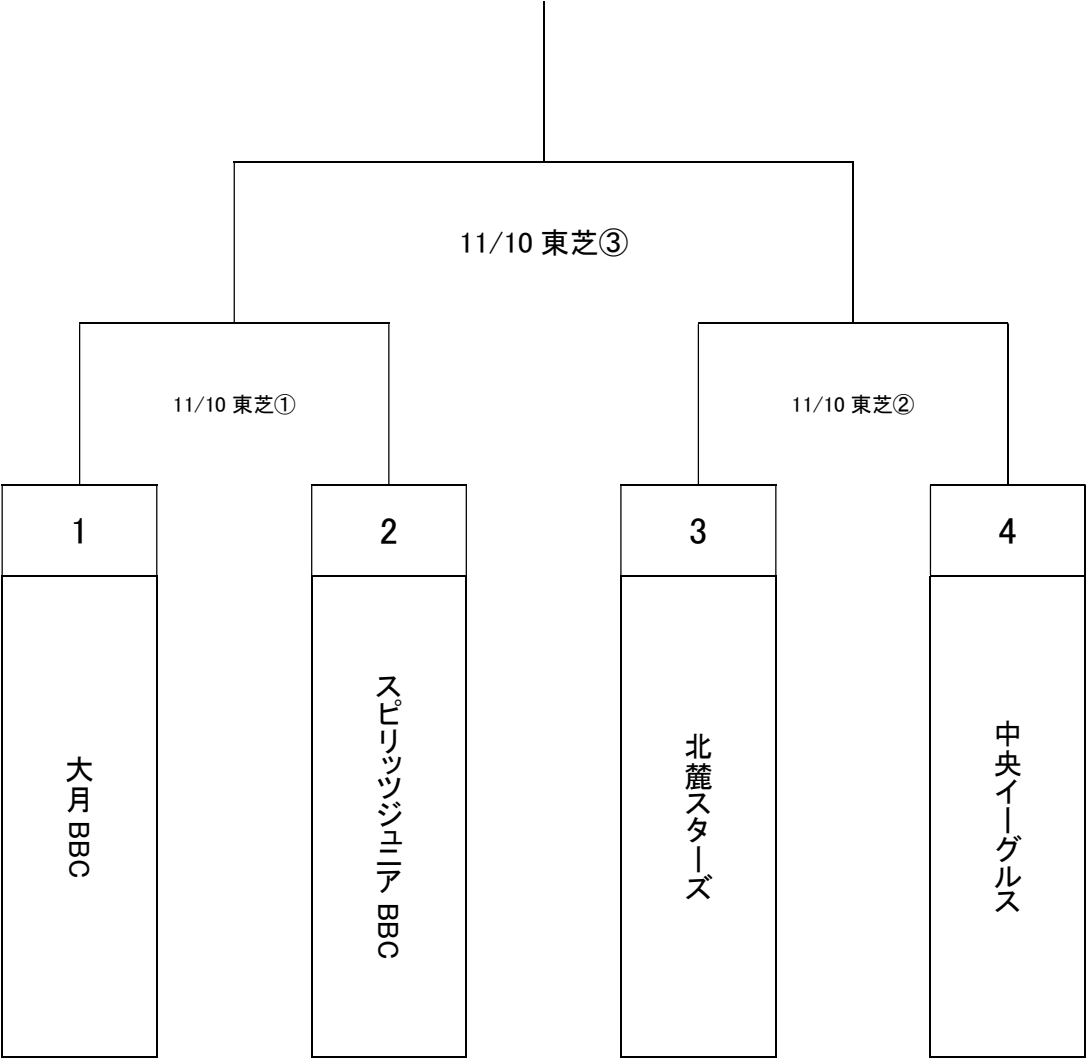 11/10 東芝③
11/10 東芝①
11/10 東芝②
1
2
3
4
大月 BBC
スピリッツジュニア BBC
北麓スターズ
中央イーグルス